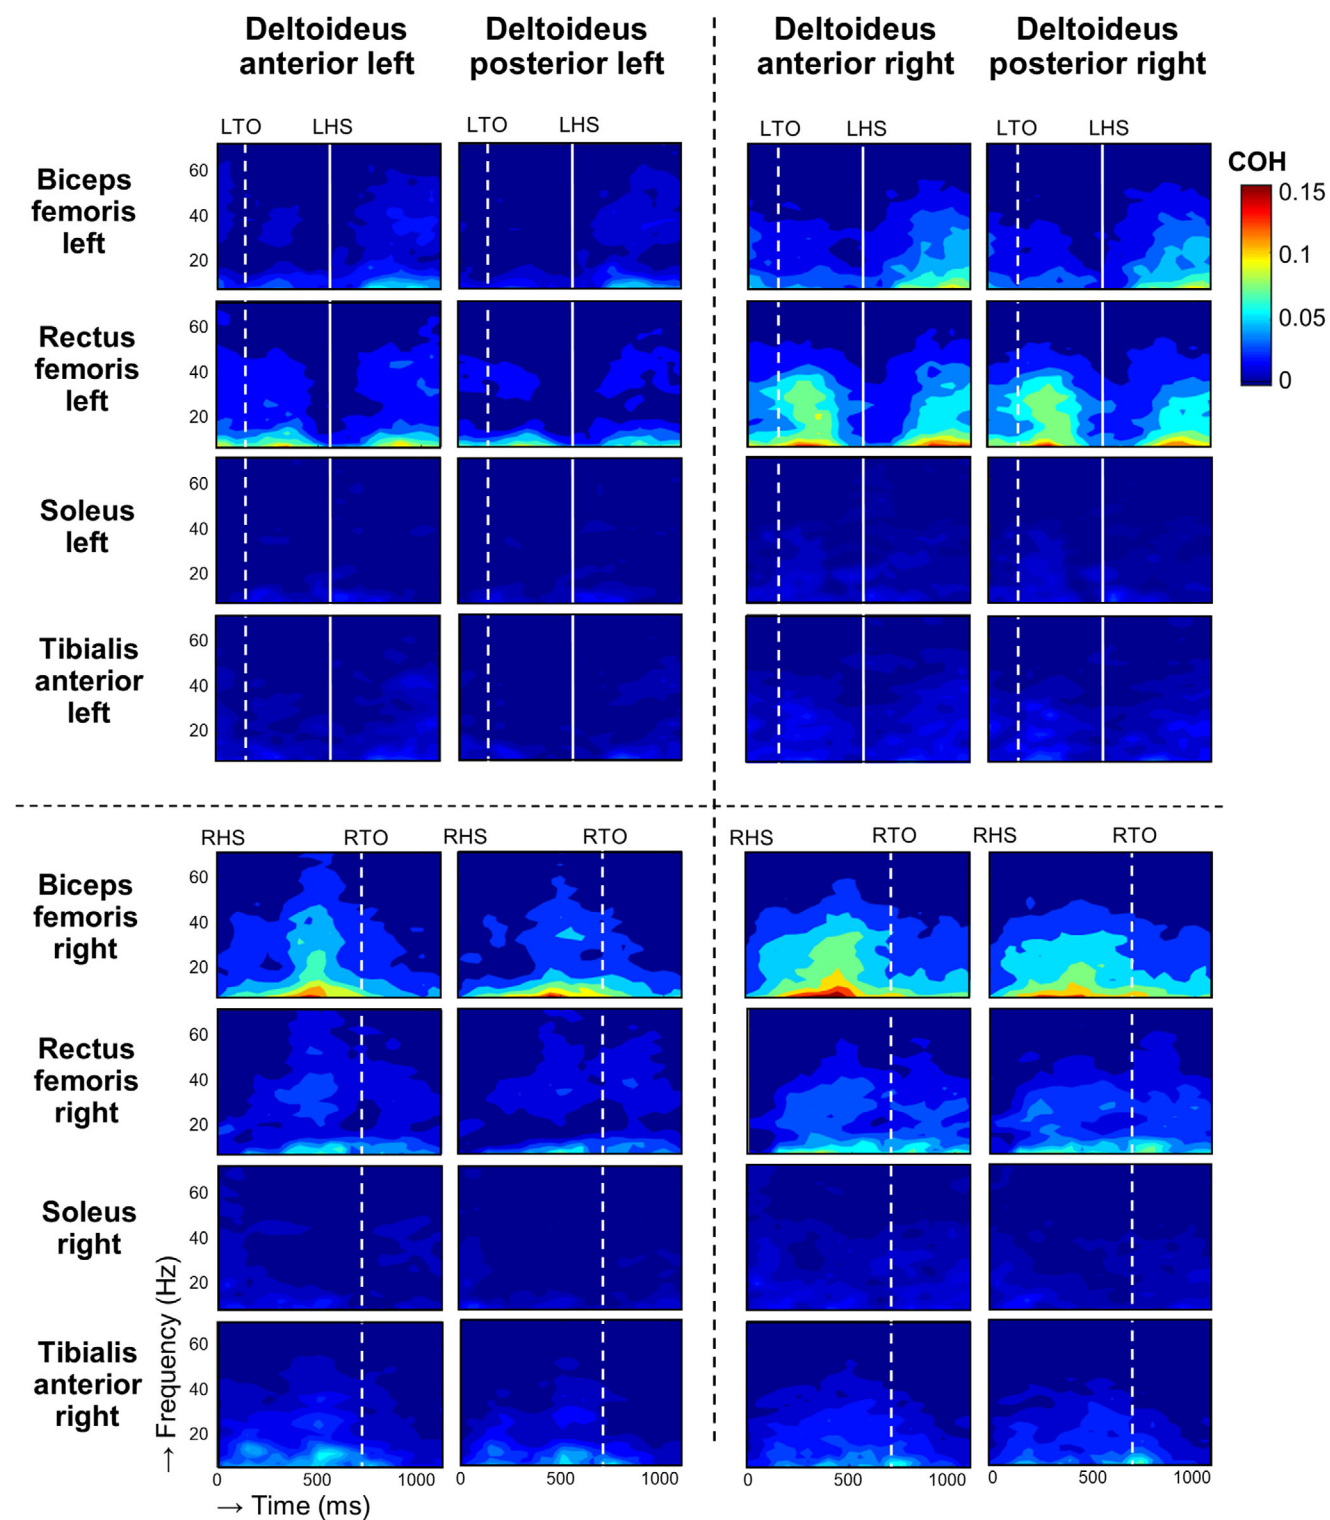 Deltoideus
anterior left
Deltoideus
posterior left
Deltoideus
anterior right
Deltoideus
posterior right
LTO LHS
LTO LHS
LTO LHS
LTO LHS
COH
0.15
0.1
0.05
0
Biceps
femoris
left
60
40
20
Rectus
femoris
left
60
40
20
Soleus
left
60
40
20
Tibialis
anterior
left
60
40
20
RHS RTO
RHS RTO
RHS RTO
RHS RTO
Biceps
femoris
right
60
40
20
Rectus
femoris
right
60
40
20
Soleus
right
60
40
20
Tibialis
anterior
right
60
40
20
→ Frequency (Hz)
0 500 1000
0 500 1000
0 500 1000
0 500 1000
→ Time (ms)